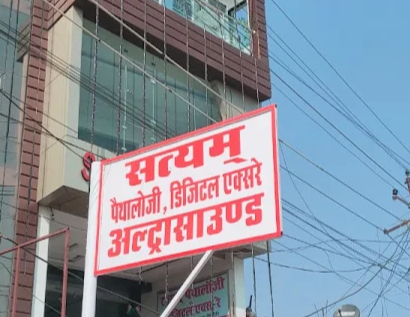 सत्यम्
पैथालोजी, डिजिटल एक्सरे
अल्ट्रासाउण्ड